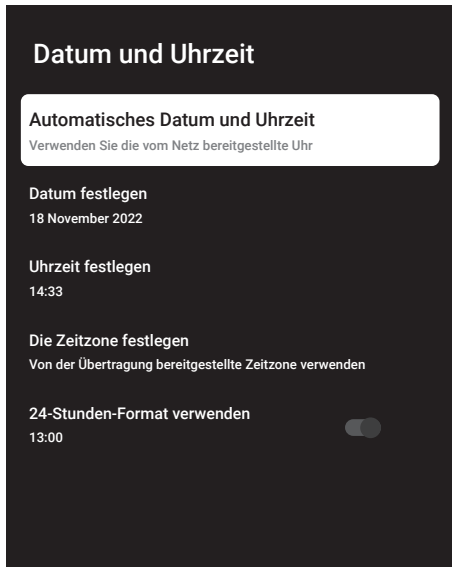 Datum und Uhrzeit
Automatisches Datum und Uhrzeit
Verwenden Sie die vom Netz bereitgestellte Uhr
Datum festlegen
18 November 2022
Uhrzeit festlegen
14:33
Die Zeitzone festlegen
Von der Übertragung bereitgestellte Zeitzone verwenden
24-Stunden-Format verwenden
13:00